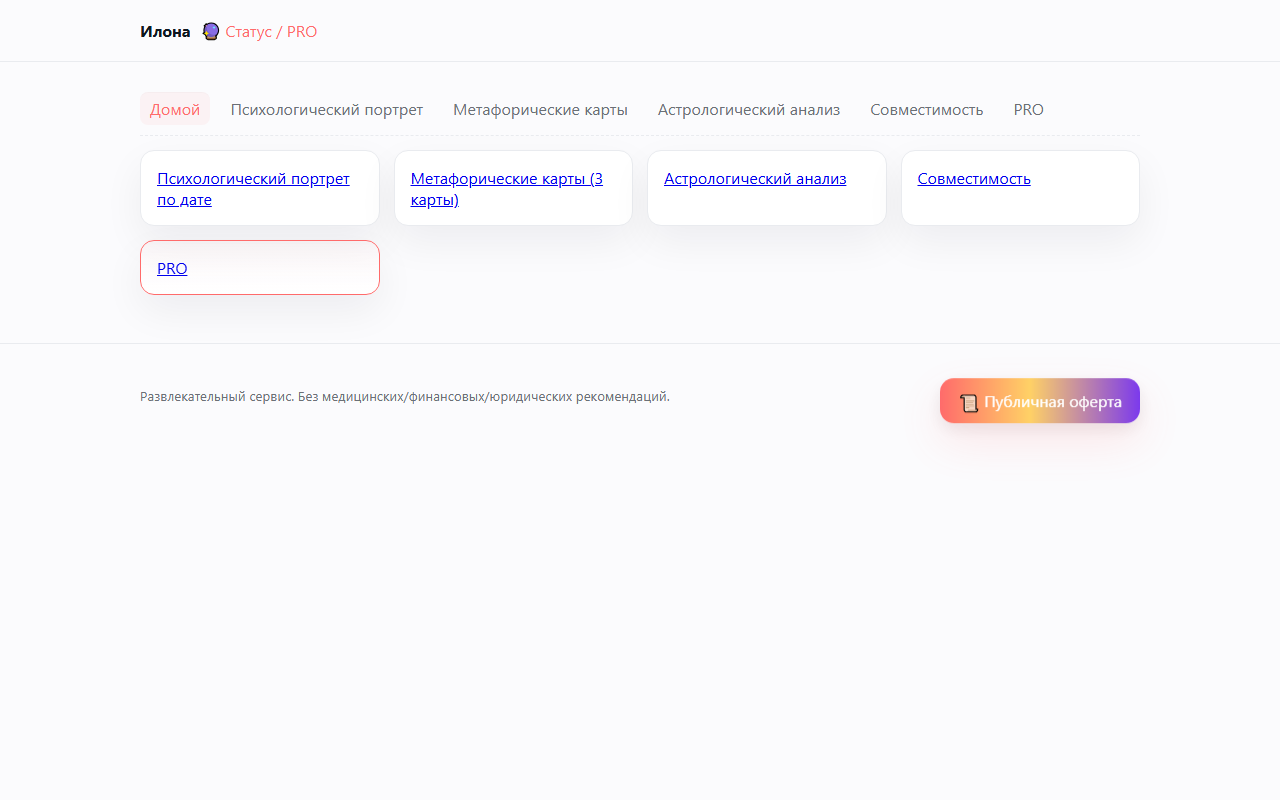 Илона 🔮 Статус / PRO
Домой Психологический портрет Метафорические карты Астрологический анализ Совместимость PRO
Психологический портрет
по дате
Метафорические карты (3
карты)
Астрологический анализ
Совместимость
PRO
Развлекательный сервис. Без медицинских/финансовых/юридических рекомендаций.
📜 Публичная оферта